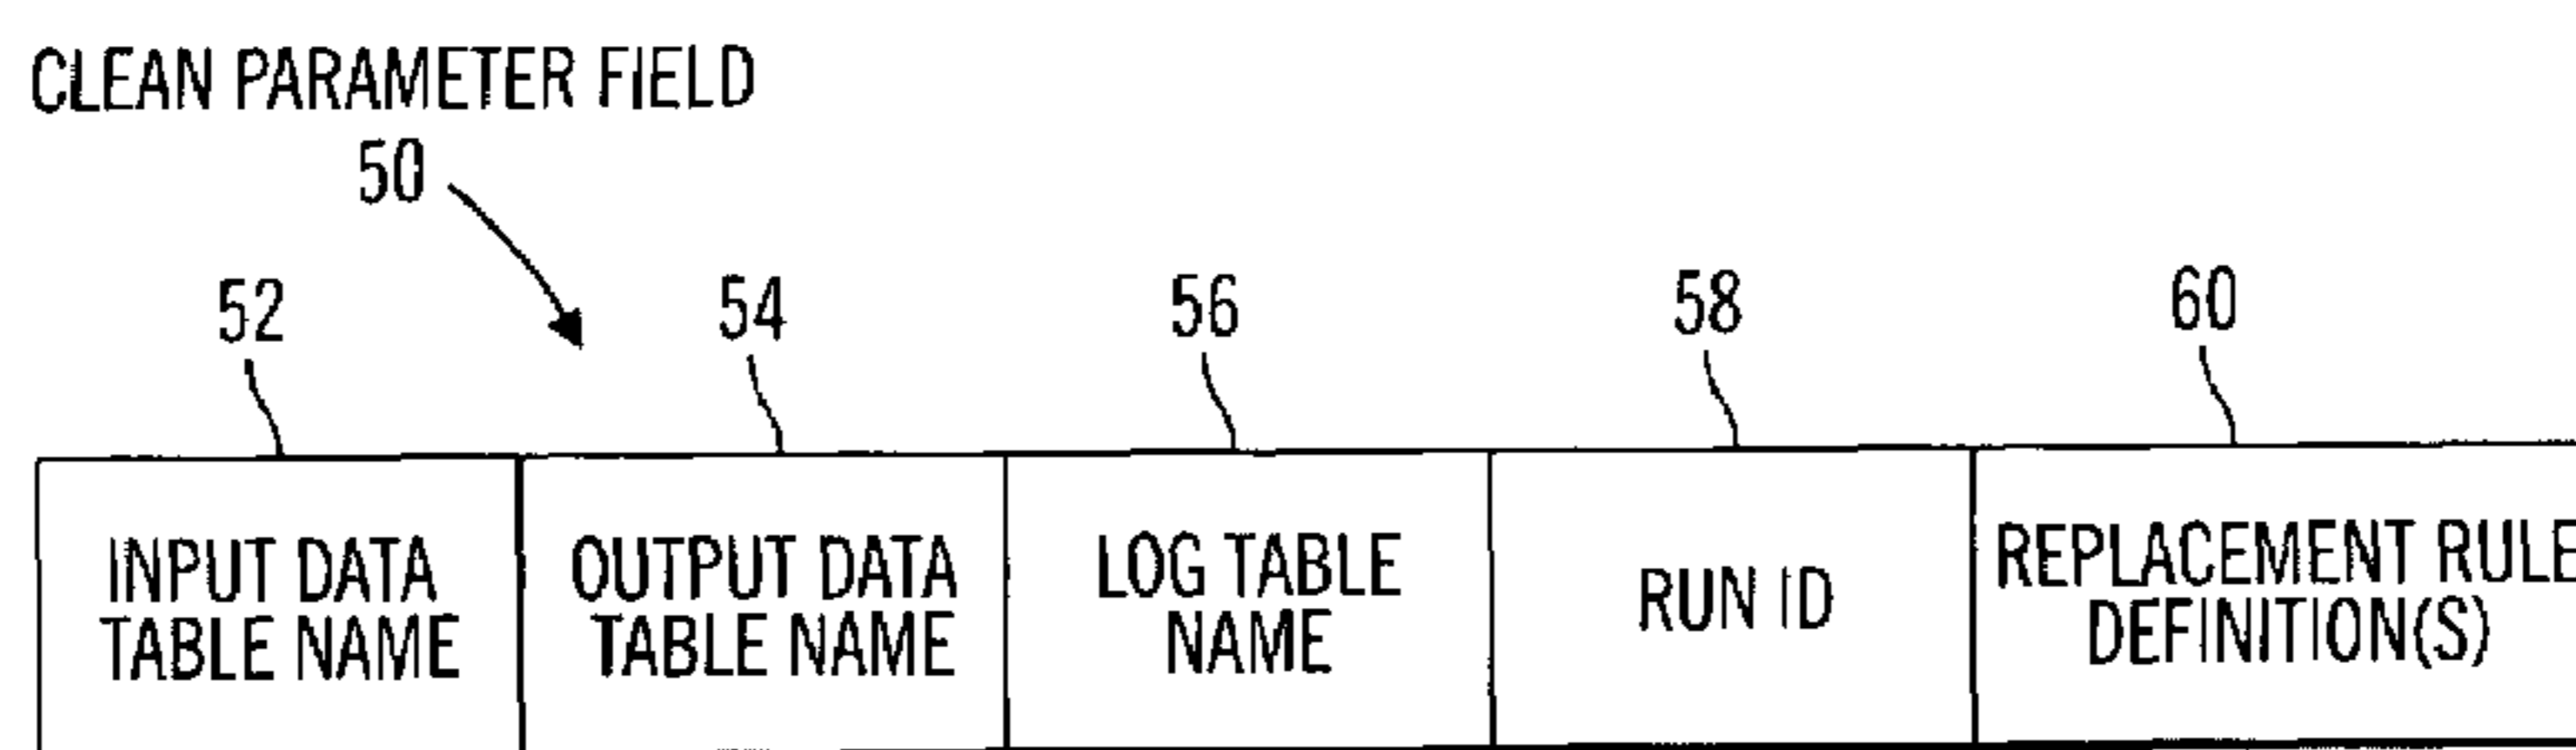 CLEAN PARAMETER FIELD
50
52
54
56
58
60
INPUT DATA
TABLE NAME
OUTPUT DATA
TABLE NAME
LOG TABLE
NAME
RUN ID
REPLACEMENT RULE
DEFINITION(S)